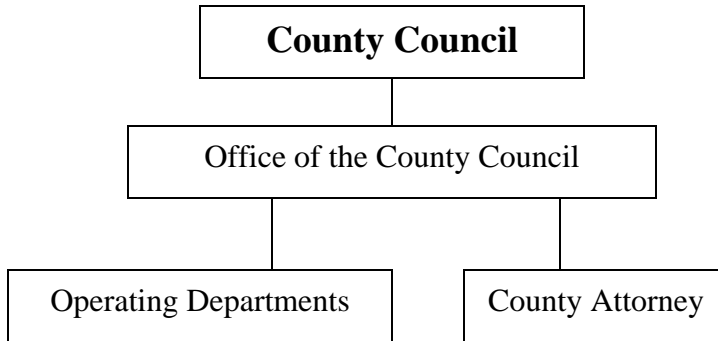 County Council
Office of the County Council
Operating Departments
County Attorney